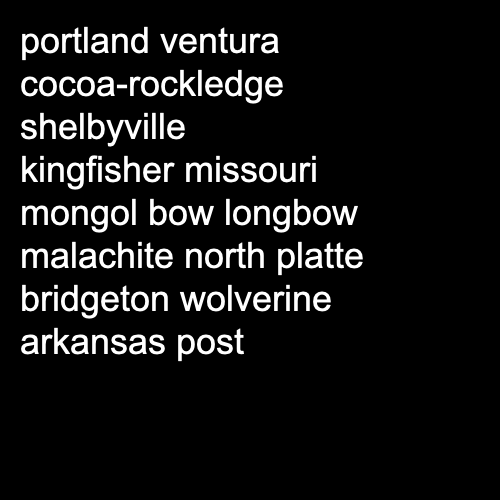 portland ventura
cocoa-rockledge
shelbyville
kingfisher missouri
mongol bow longbow
malachite north platte
bridgeton wolverine
arkansas post